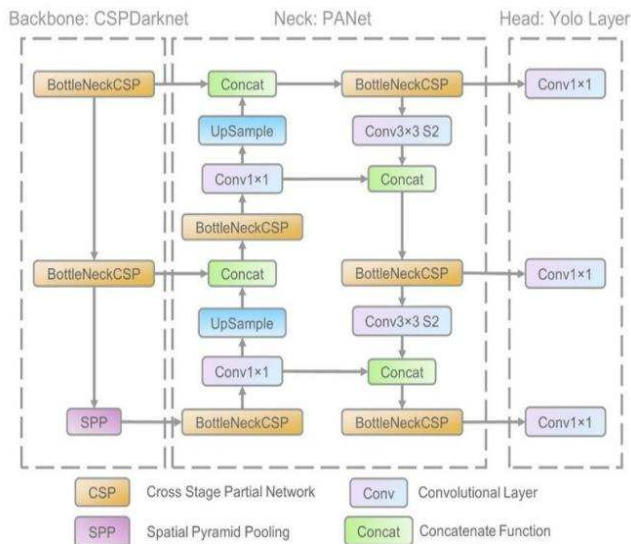 Backbone: CSPDarknet
Neck: PANet
Head: Yolo Layer
BottleNeckCSP
Concat
BottleNeckCSP
Conv1×1
UpSample
Conv3×3 S2
Conv1×1
Concat
BottleNeckCSP
BottleNeckCSP
Concat
BottleNeckCSP
Conv1×1
UpSample
Conv3×3 S2
Conv1×1
Concat
SPP
BottleNeckCSP
BottleNeckCSP
Conv1×1
CSP
Cross Stage Partial Network
Conv
Convolutional Layer
SPP
Spatial Pyramid Pooling
Concat
Concatenate Function